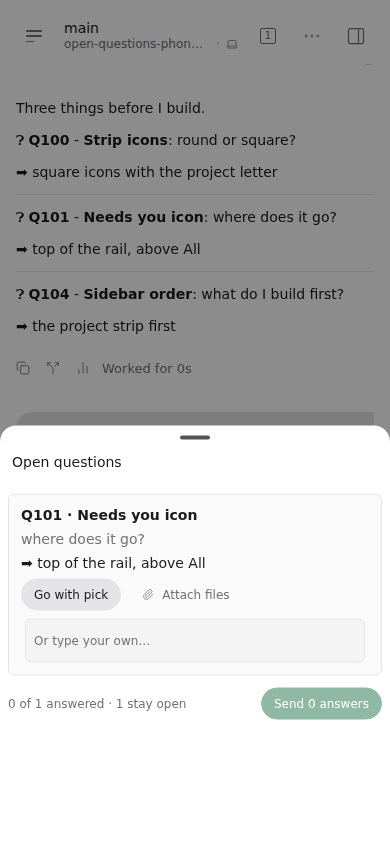 main
open-questions-phon... ·
1
Three things before I build.
? Q100 - Strip icons: round or square?
➡ square icons with the project letter
? Q101 - Needs you icon: where does it go?
➡ top of the rail, above All
? Q104 - Sidebar order: what do I build first?
➡ the project strip first
Worked for 0s
Open questions
Q101 · Needs you icon
where does it go?
➡ top of the rail, above All
Go with pick
Attach files
Or type your own...
0 of 1 answered · 1 stay open
Send 0 answers